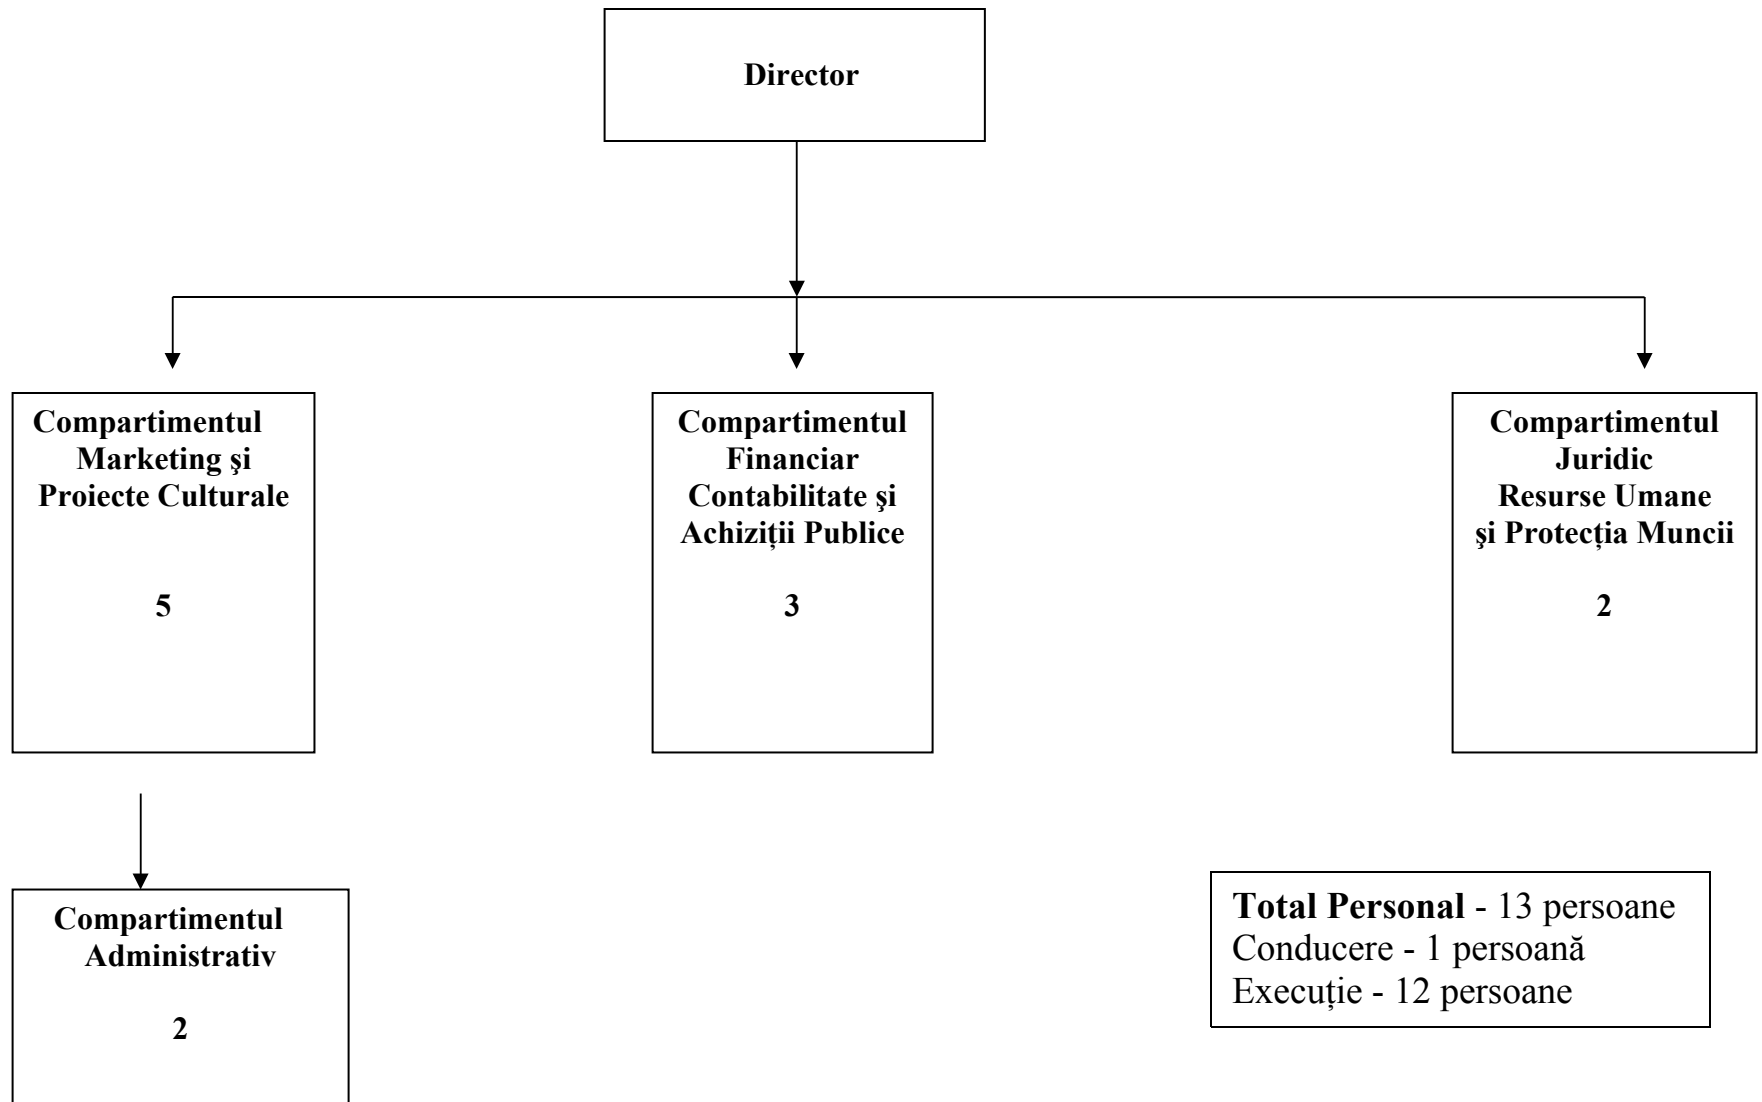 Director
Compartimentul
Marketing şi
Proiecte Culturale
5
Compartimentul
Financiar
Contabilitate şi
Achiziții Publice
3
Compartimentul
Juridic
Resurse Umane
şi Protecția Muncii
2
Compartimentul
Administrativ
2
Total Personal - 13 persoane
Conducere - 1 persoană
Execuție - 12 persoane